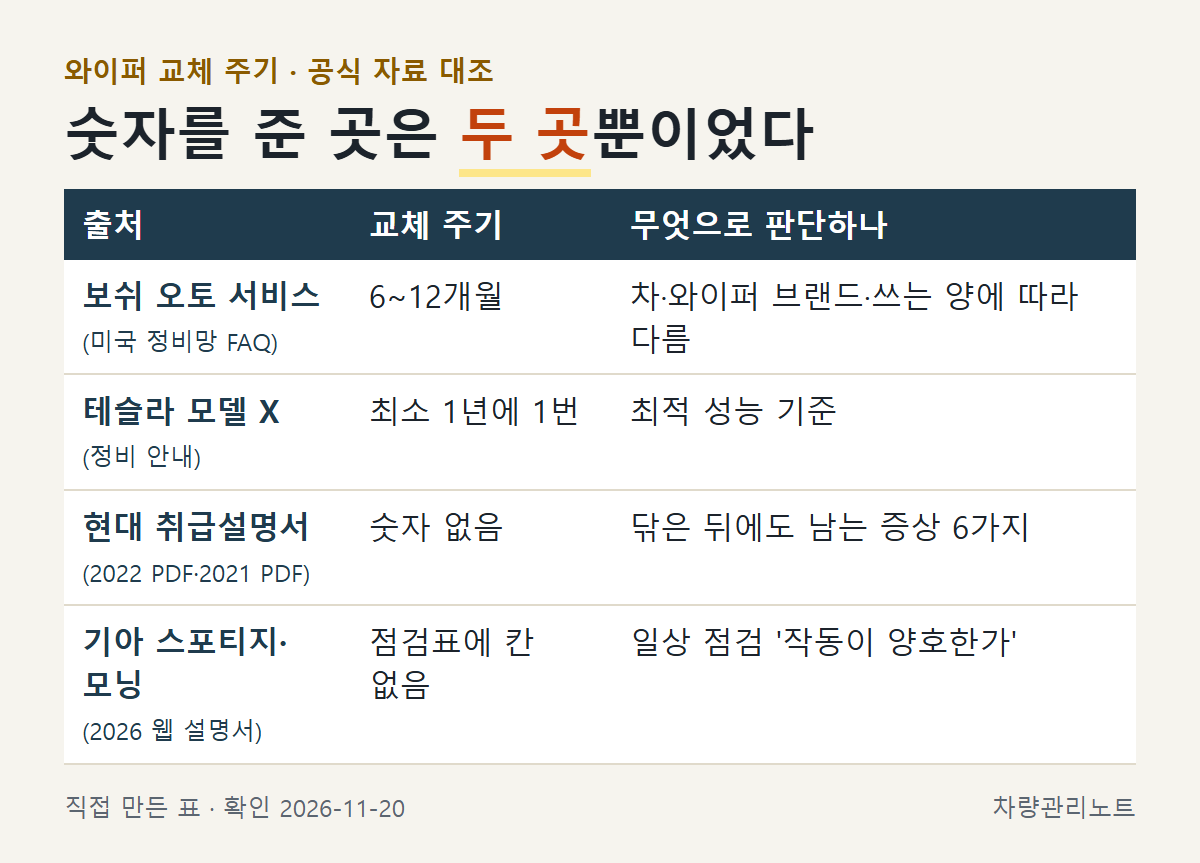 와이퍼 교체 주기 · 공식 자료 대조
숫자를 준 곳은 두 곳뿐이었다
출처 교체 주기 무엇으로 판단하나
보쉬 오토 서비스 6~12개월 차·와이퍼 브랜드·쓰는 양에 따라
(미국 정비망 FAQ) 다름
테슬라 모델 X 최소 1년에 1번 최적 성능 기준
(정비 안내)
현대 취급설명서 숫자 없음 닦은 뒤에도 남는 증상 6가지
(2022 PDF·2021 PDF)
기아 스포티지· 점검표에 칸 일상 점검 '작동이 양호한가'
모닝 없음
(2026 웹 설명서)
직접 만든 표 · 확인 2026-11-20 차량관리노트